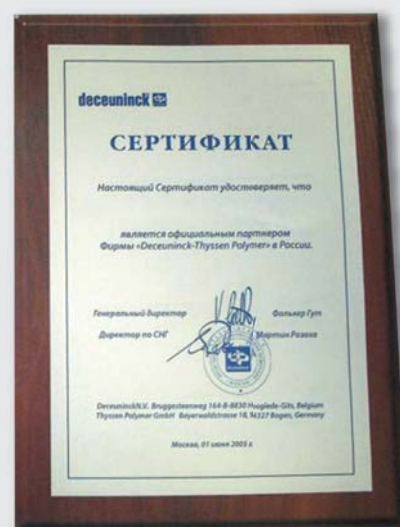 deceuninck
СЕРТИФИКАТ
Настоящий Сертификат удостоверяет, что
является официальным партнером
Фирмы «Deceuninck-Thyssen Polymer» в России.
Генеральный директор Фолькер Гут
Директор по СНГ Мартин Разака
DeceuninckN.V. Bruggesteenweg 164-B-8830 Hooglede-Gits, Belgium
Thyssen Polymer GmbH Bayerwaldstrasse 18, 94327 Bogen, Germany
Москва, 01 июня 2005 г.